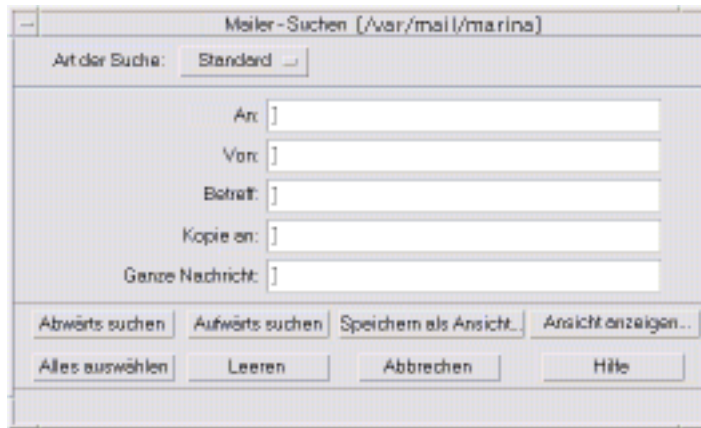 Mailer-Suchen [/var/mail/marina]
Art der Suche: Standard
An:
Von:
Betreff:
Kopie an:
Ganze Nachricht:
Abwärts suchen Aufwärts suchen Speichern als Ansicht... Ansicht anzeigen...
Alles auswählen Leeren Abbrechen Hilfe